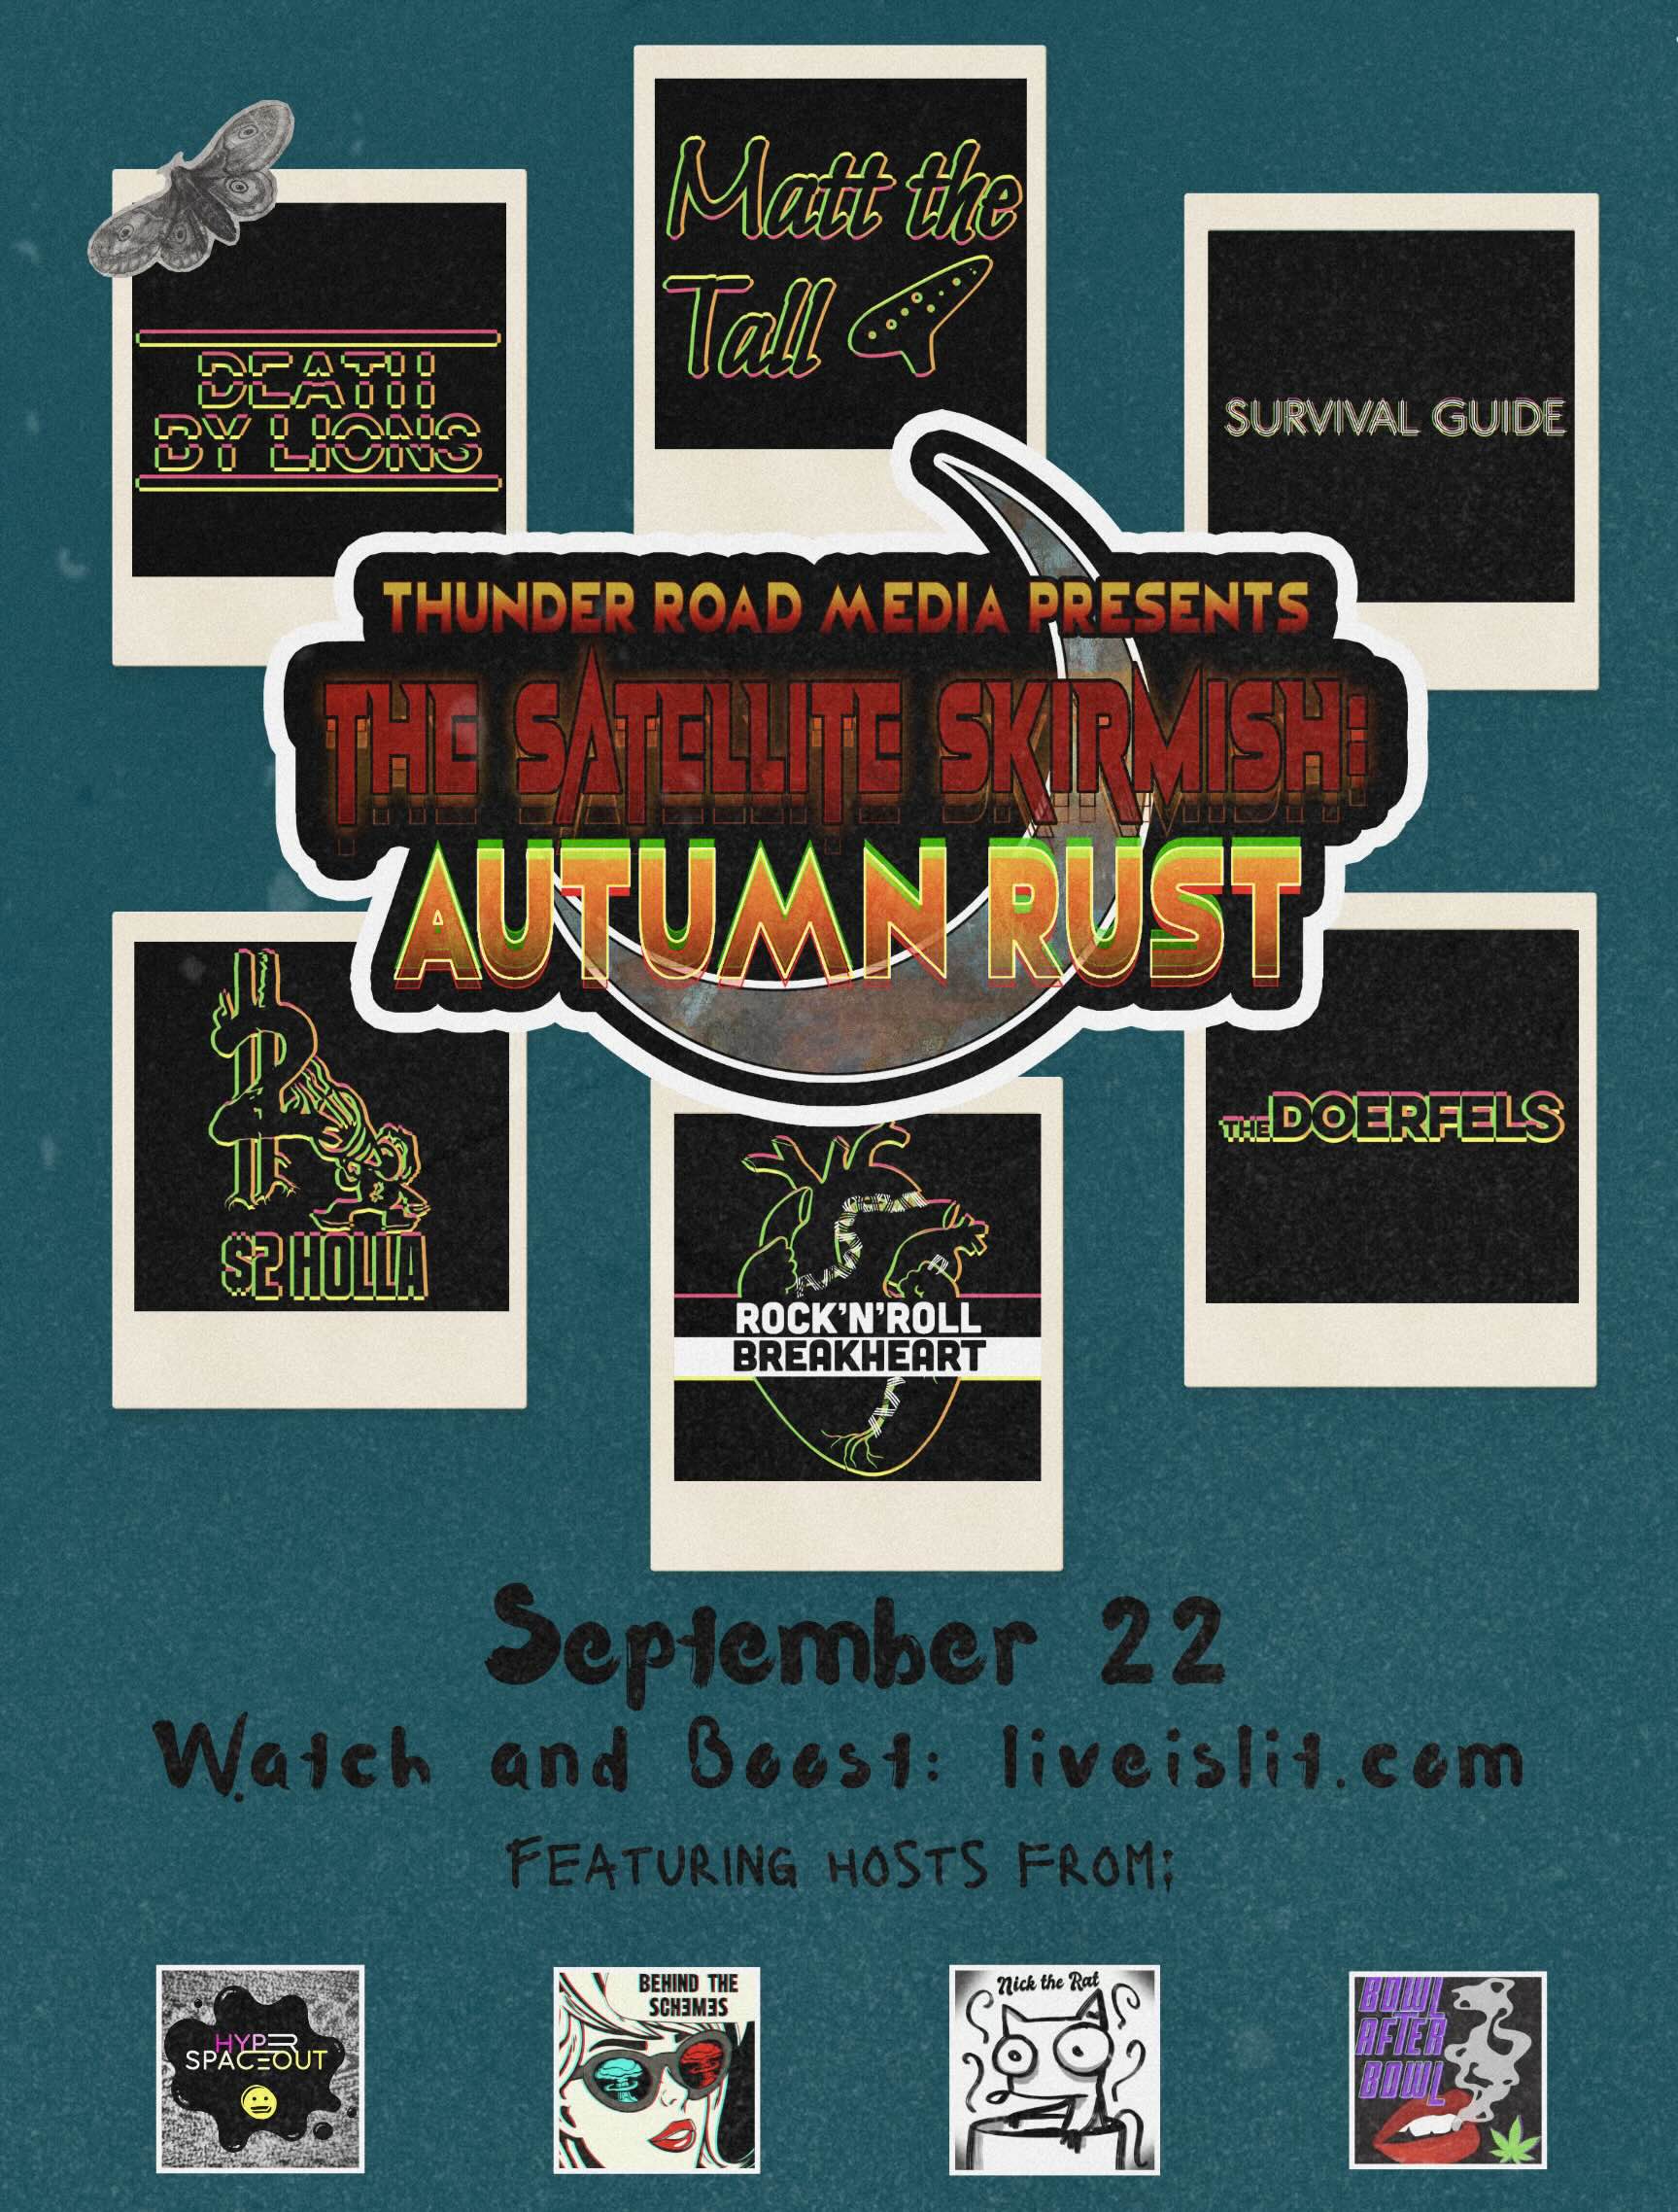 Matt the
Tall
DEATH
BY LIONS
SURVIVAL GUIDE
THUNDER ROAD MEDIA PRESENTS
THE SATELLITE SKIRMISH:
AUTUMN RUST
$2 HOLLA
ROCK'N'ROLL
BREAKHEART
THE DOERFELS
September 22
Watch and Boost: liveislit.com
FEATURING HOSTS FROM:
HYPER
SPACEOUT
BEHIND THE
SCH3M3S
Nick the Rat
BOWL
AFTER
BOWL